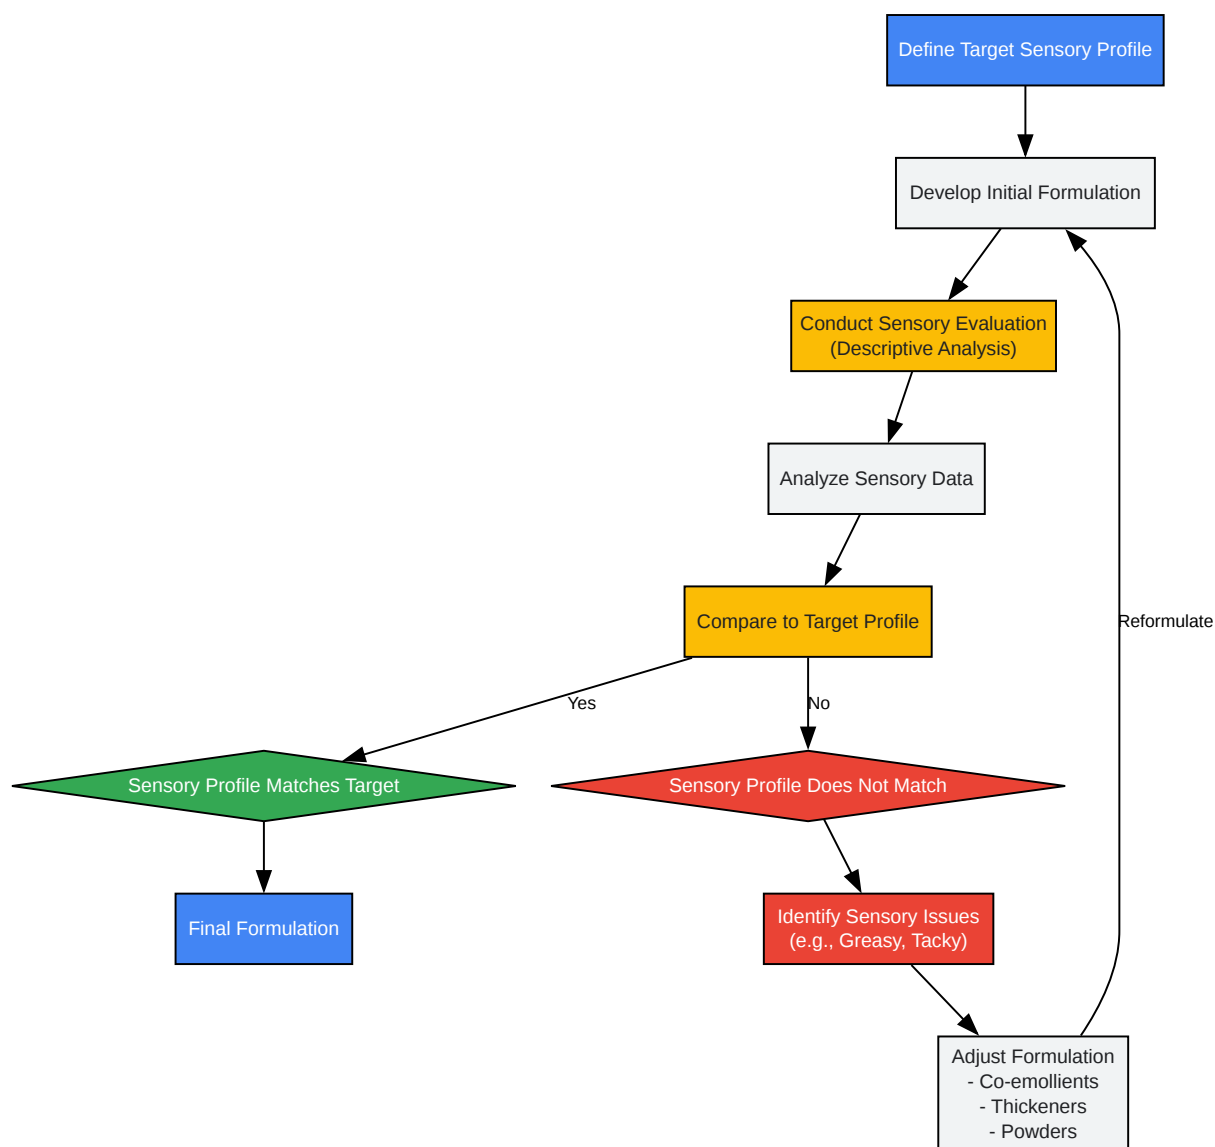 Define Target Sensory Profile
Develop Initial Formulation
Conduct Sensory Evaluation
(Descriptive Analysis)
Analyze Sensory Data
Compare to Target Profile
Reformulate
Yes
No
Sensory Profile Matches Target
Sensory Profile Does Not Match
Final Formulation
Identify Sensory Issues
(e.g., Greasy, Tacky)
Adjust Formulation
- Co-emollients
- Thickeners
- Powders